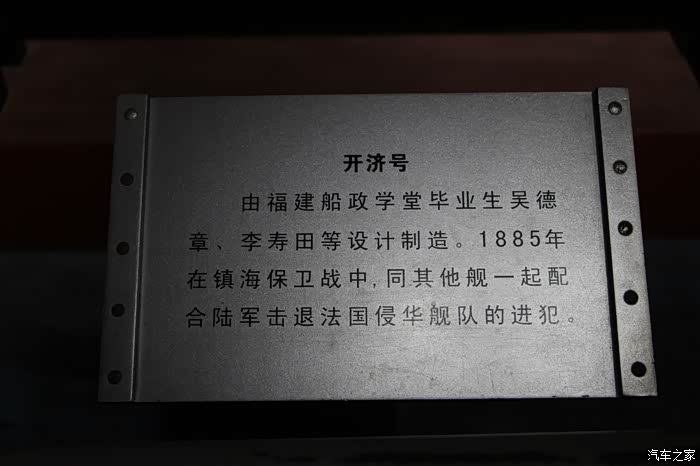 开济号
由福建船政学堂毕业生吴德
章、李寿田等设计制造。1885年
在镇海保卫战中,同其他舰一起配
合陆军击退法国侵华舰队的进犯。
汽车之家